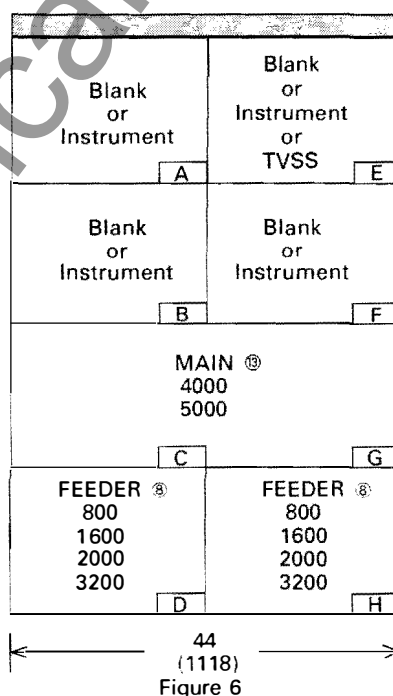 Blank
or
Instrument
A
Blank
or
Instrument
or
TVSS
E
Blank
or
Instrument
B
Blank
or
Instrument
F
MAIN ⑬
4000
5000
C
G
FEEDER ⑧
800
1600
2000
3200
D
FEEDER ⑧
800
1600
2000
3200
H
44
(1118)
Figure 6